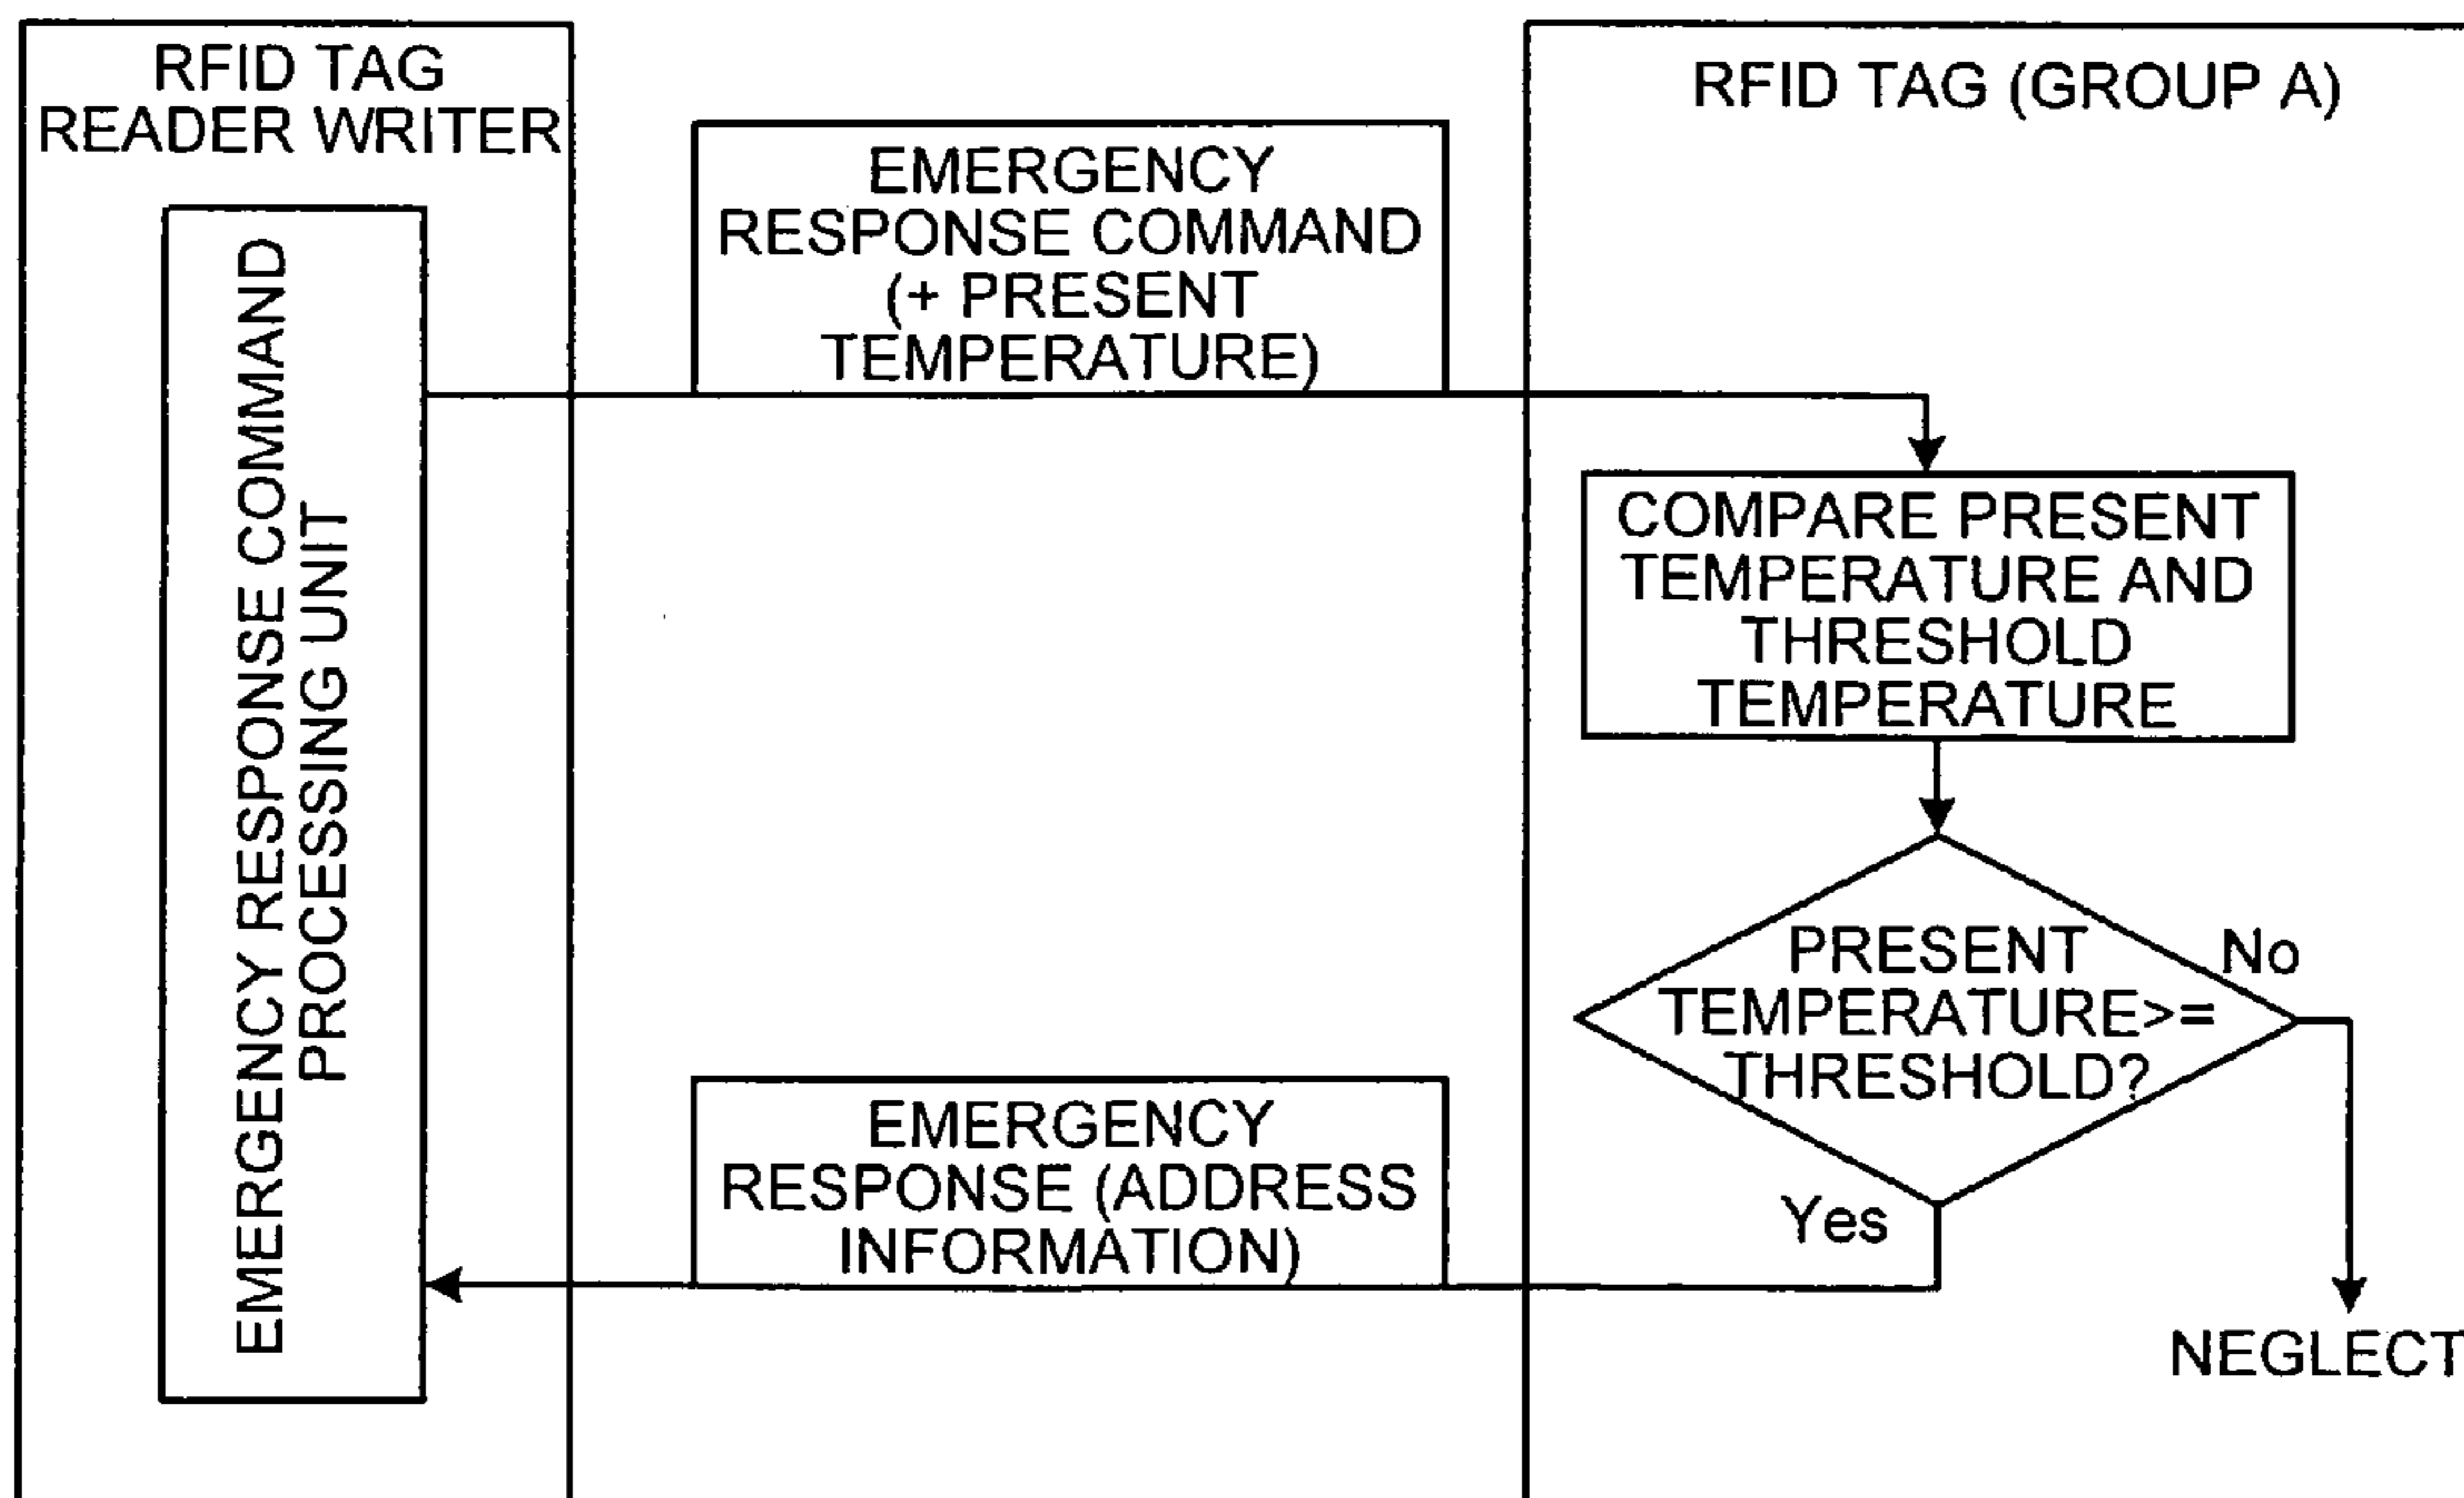 RFID TAG
READER WRITER
EMERGENCY RESPONSE COMMAND
PROCESSING UNIT
EMERGENCY
RESPONSE COMMAND
(+ PRESENT
TEMPERATURE)
RFID TAG (GROUP A)
COMPARE PRESENT
TEMPERATURE AND
THRESHOLD
TEMPERATURE
PRESENT
TEMPERATURE>=
THRESHOLD?
No
Yes
EMERGENCY
RESPONSE (ADDRESS
INFORMATION)
NEGLECT